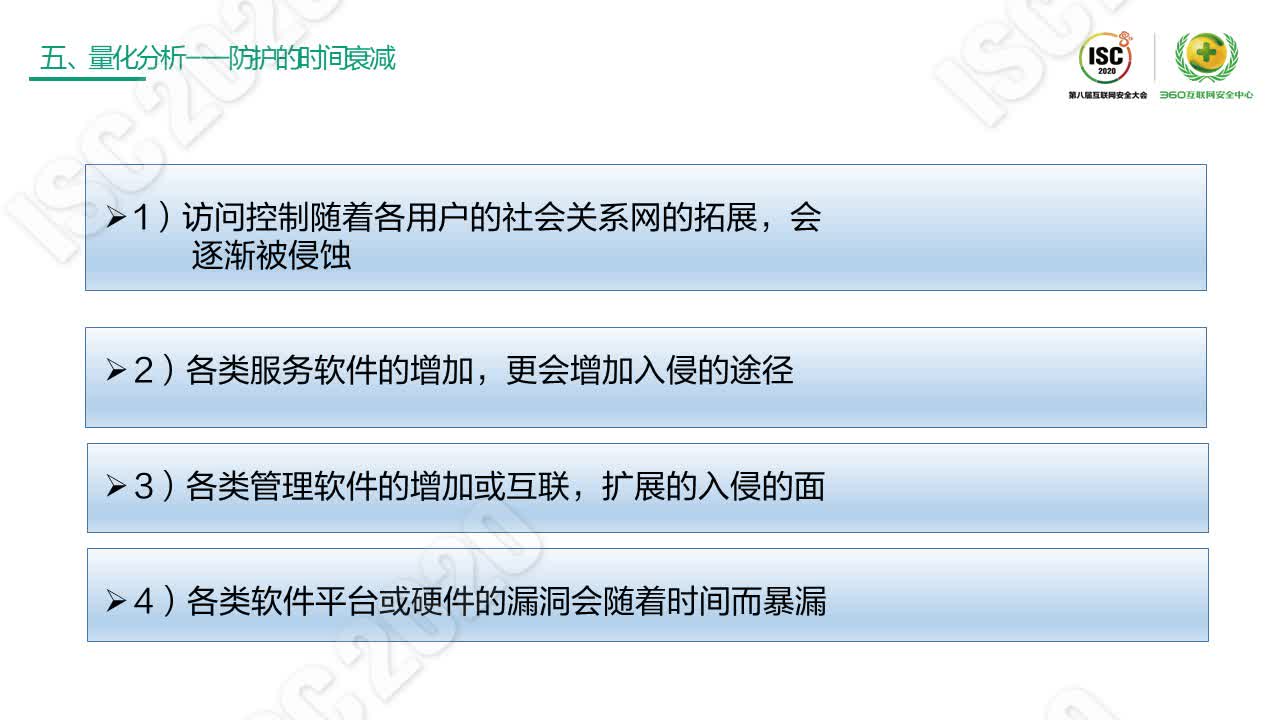 五、量化分析——防护的时间衰减
ISC
2020
第八届互联网安全大会
360互联网安全中心
1）访问控制随着各用户的社会关系网的拓展，会
逐渐被侵蚀
2）各类服务软件的增加，更会增加入侵的途径
3）各类管理软件的增加或互联，扩展的入侵的面
4）各类软件平台或硬件的漏洞会随着时间而暴漏
ISC 2020
ISC 2020
ISC